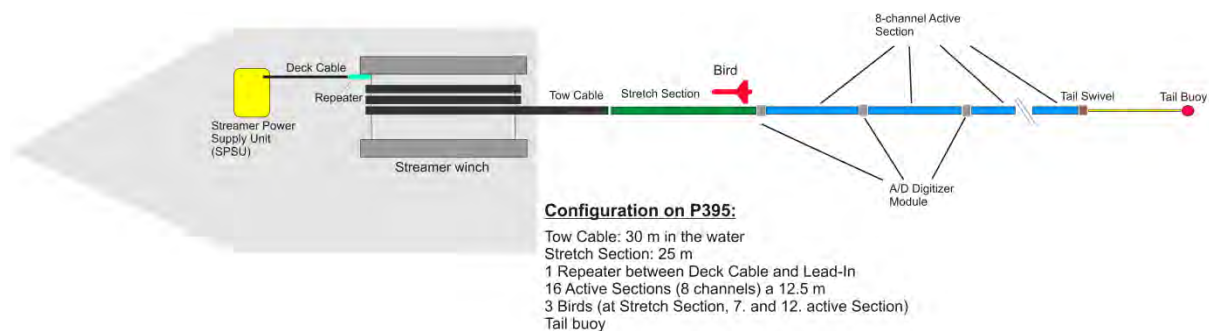 8-channel Active
Section
Deck Cable
Bird
Repeater
Tow Cable
Stretch Section
Tail Swivel
Tail Buoy
Streamer Power
Supply Unit
(SPSU)
Streamer winch
A/D Digitizer
Module
Configuration on P395:
Tow Cable: 30 m in the water
Stretch Section: 25 m
1 Repeater between Deck Cable and Lead-In
16 Active Sections (8 channels) a 12.5 m
3 Birds (at Stretch Section, 7. and 12. active Section)
Tail buoy